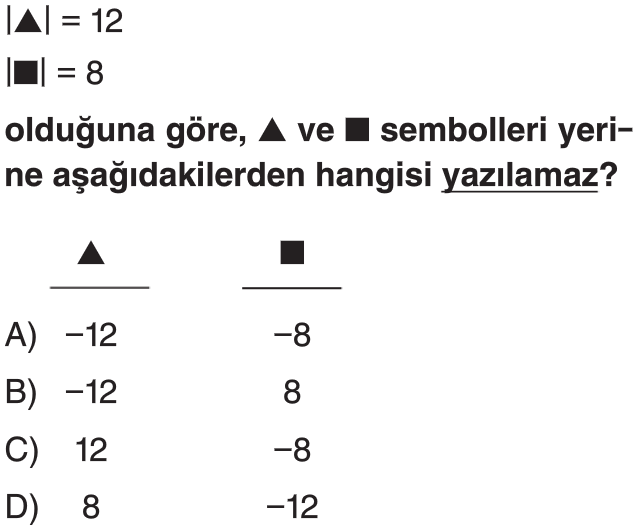 |▲| = 12
|■| = 8
olduğuna göre, ▲ ve ■ sembolleri yeri-
ne aşağıdakilerden hangisi yazılamaz?
▲ ■
A) −12 −8
B) −12 8
C) 12 −8
D) 8 −12